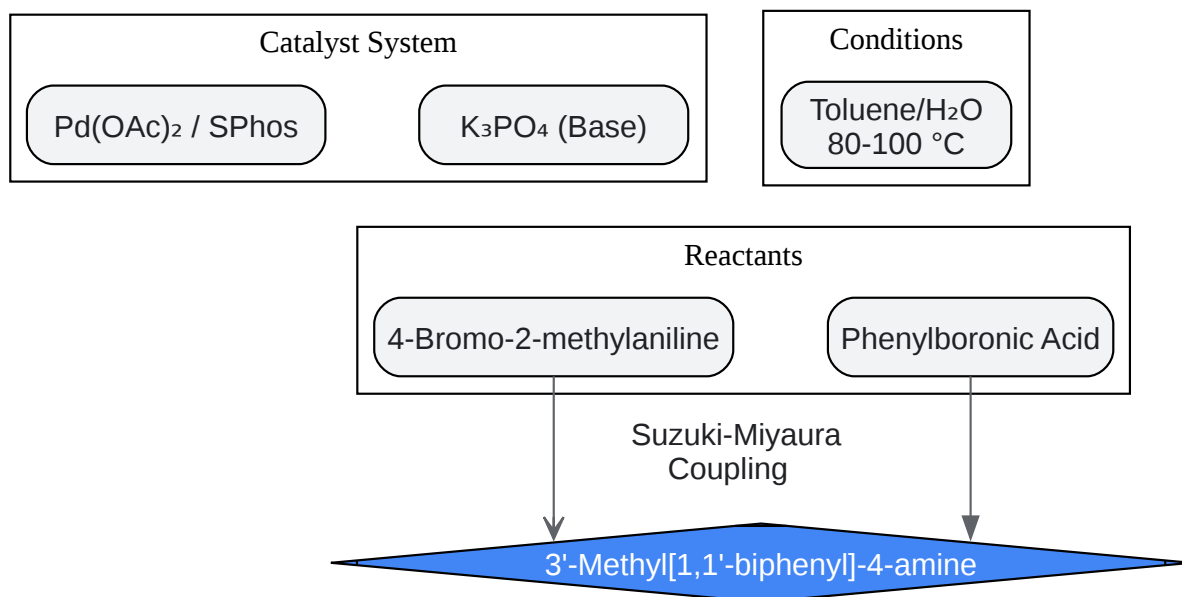 Catalyst System
Pd(OAc)₂ / SPhos
K₃PO₄ (Base)
Conditions
Toluene/H₂O
80-100 °C
Reactants
4-Bromo-2-methylaniline
Phenylboronic Acid
Suzuki-Miyaura
Coupling
3'-Methyl[1,1'-biphenyl]-4-amine